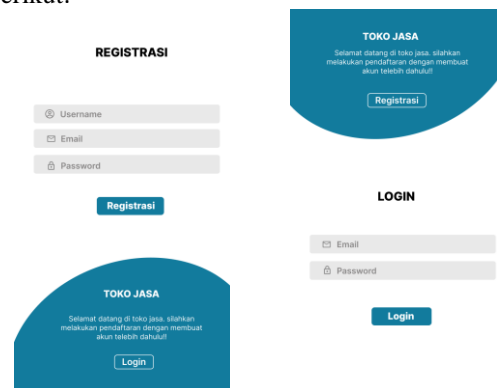 erikut:
REGISTRASI
Username
Email
Password
Registrasi
TOKO JASA
Selamat datang di toko jasa. silahkan
melakukan pendaftaran dengan membuat
akun telebih dahulu!!
Login
TOKO JASA
Selamat datang di toko jasa. silahkan
melakukan pendaftaran dengan membuat
akun telebih dahulu!!
Registrasi
LOGIN
Email
Password
Login